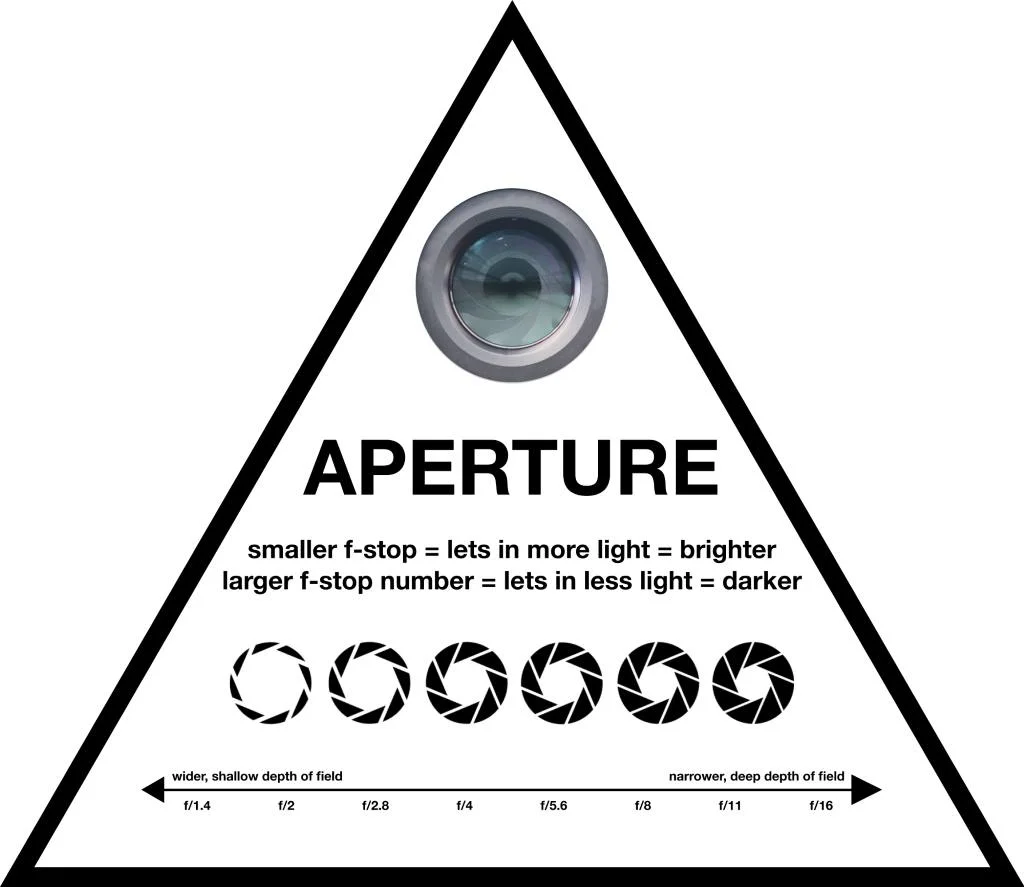 APERTURE
smaller f-stop = lets in more light = brighter
larger f-stop number = lets in less light = darker
wider, shallow depth of field narrower, deep depth of field
f/1.4 f/2 f/2.8 f/4 f/5.6 f/8 f/11 f/16